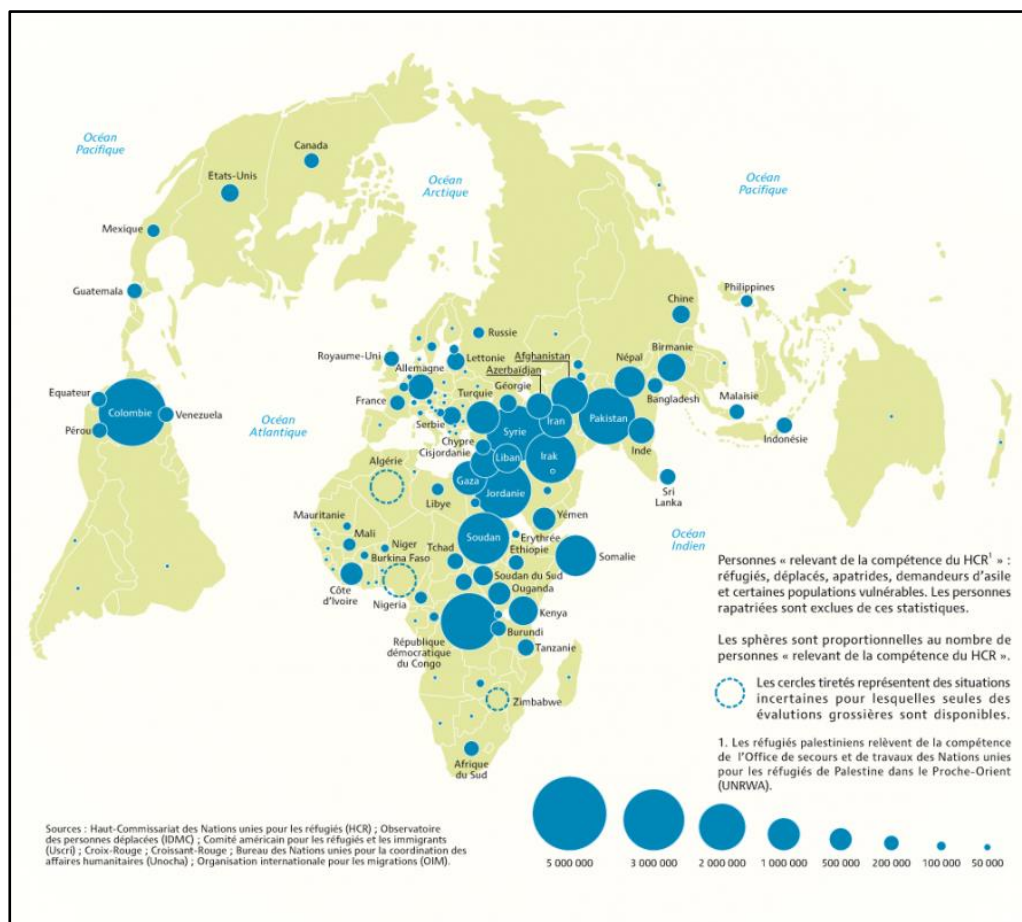 Océan
Pacifique
Canada
Etats-Unis
Océan
Arctique
Océan
Pacifique
Mexique
Guatemala
Philippines
Chine
Russie
Birmanie
Royaume-Uni
Lettonie
Afghanistan
Népal
Allemagne
Azerbaïdjan
Géorgie
Turquie
Bangladesh
Equateur
Colombie
Venezuela
France
Iran
Pakistan
Malaisie
Océan
Atlantique
Serbie
Syrie
Pérou
Inde
Indonésie
Chypre
Cisjordanie
Liban
Irak
Algérie
Gaza
Jordanie
Sri
Lanka
Libye
Mauritanie
Yémen
Océan
Indien
Mali
Niger
Soudan
Erythrée
Tchad
Ethiopie
Somalie
Burkina Faso
Soudan du Sud
Côte
d'Ivoire
Nigeria
Ouganda
Kenya
République
démocratique
du Congo
Burundi
Tanzanie
Zimbabwe
Afrique
du Sud
Personnes « relevant de la compétence du HCR¹ » :
réfugiés, déplacés, apatrides, demandeurs d'asile
et certaines populations vulnérables. Les personnes
rapatriées sont exclues de ces statistiques.
Les sphères sont proportionnelles au nombre de
personnes « relevant de la compétence du HCR ».
Les cercles tiretés représentent des situations
incertaines pour lesquelles seules des
évalutions grossières sont disponibles.
1. Les réfugiés palestiniens relèvent de la compétence
de l'Office de secours et de travaux des Nations unies
pour les réfugiés de Palestine dans le Proche-Orient
(UNRWA).
Sources : Haut-Commissariat des Nations unies pour les réfugiés (HCR) ; Observatoire
des personnes déplacées (IDMC) ; Comité américain pour les réfugiés et les immigrants
(Uscri) ; Croix-Rouge ; Croissant-Rouge ; Bureau des Nations unies pour la coordination des
affaires humanitaires (Unocha) ; Organisation internationale pour les migrations (OIM).
5 000 000
3 000 000
2 000 000
1 000 000
500 000
200 000
100 000
50 000